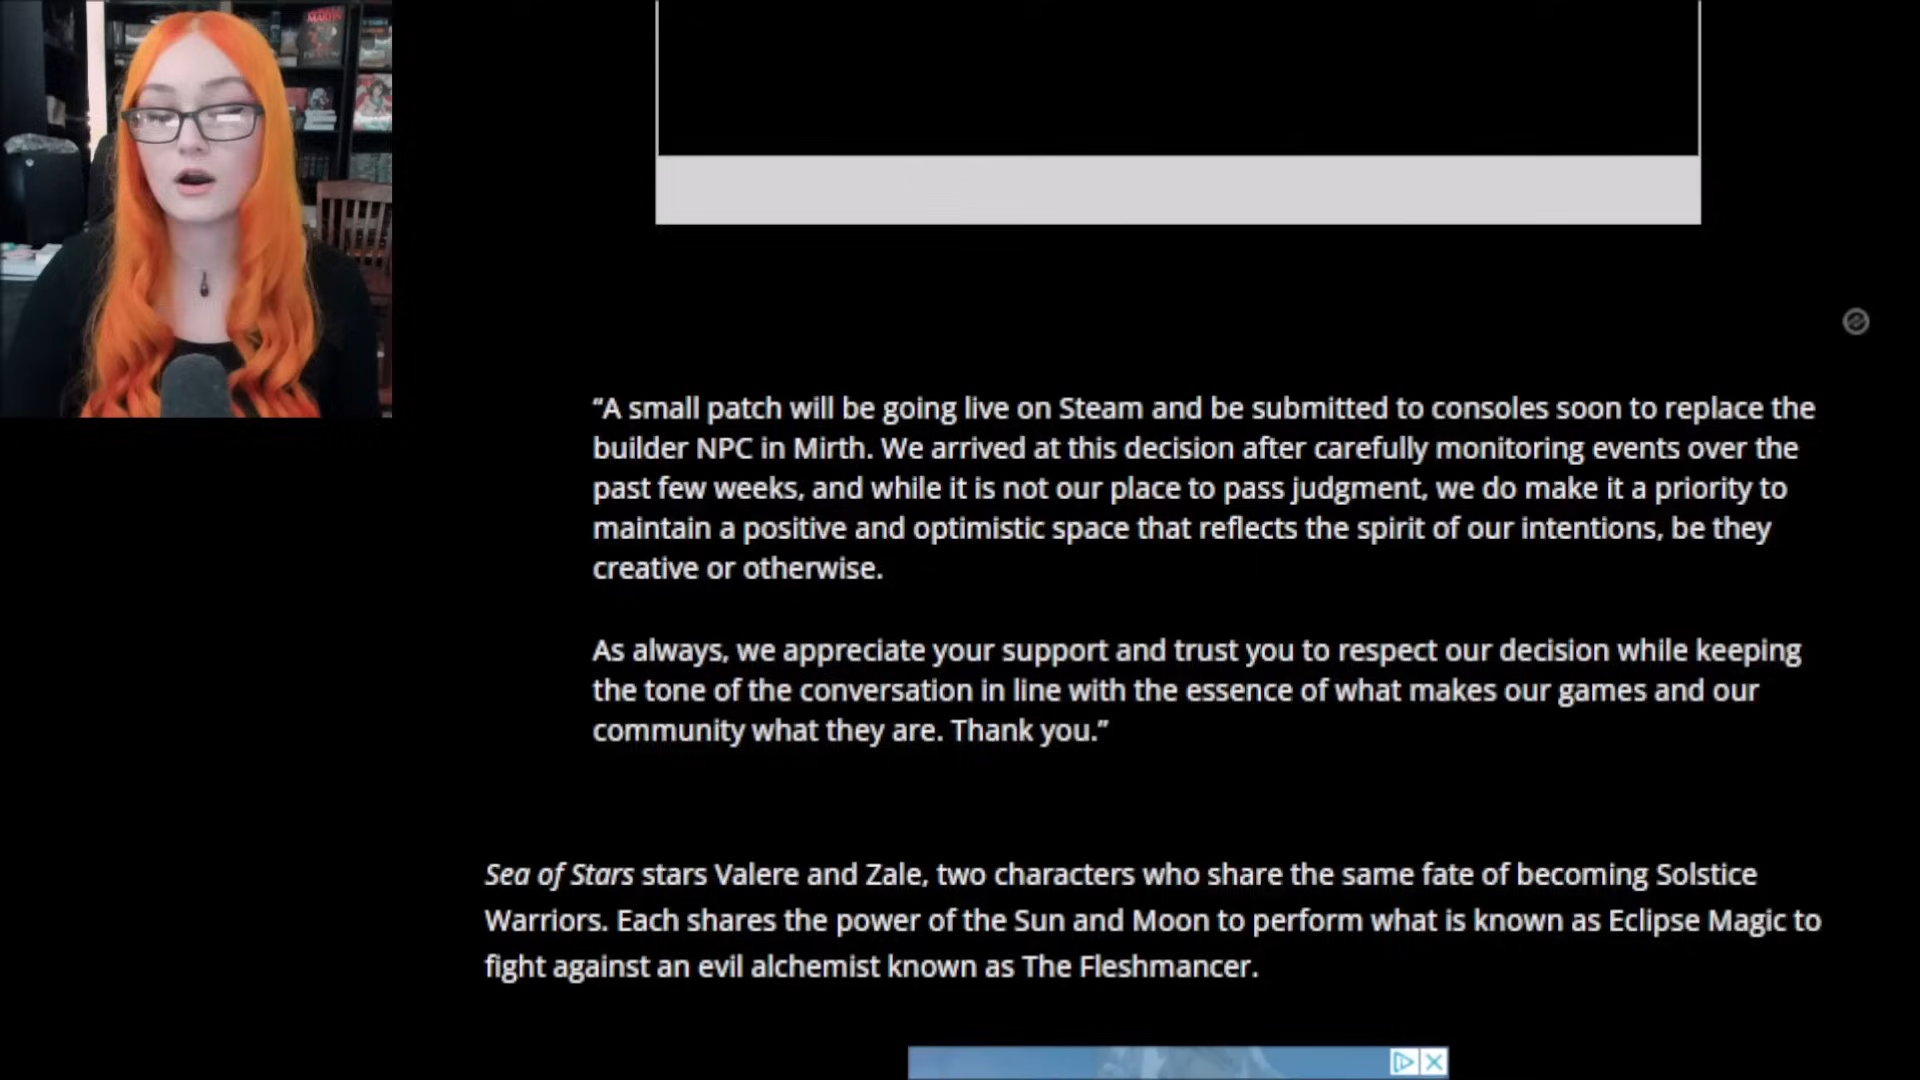 “A small patch will be going live on Steam and be submitted to consoles soon to replace the
builder NPC in Mirth. We arrived at this decision after carefully monitoring events over the
past few weeks, and while it is not our place to pass judgment, we do make it a priority to
maintain a positive and optimistic space that reflects the spirit of our intentions, be they
creative or otherwise.
As always, we appreciate your support and trust you to respect our decision while keeping
the tone of the conversation in line with the essence of what makes our games and our
community what they are. Thank you.”
Sea of Stars stars Valere and Zale, two characters who share the same fate of becoming Solstice
Warriors. Each shares the power of the Sun and Moon to perform what is known as Eclipse Magic to
fight against an evil alchemist known as The Fleshmancer.